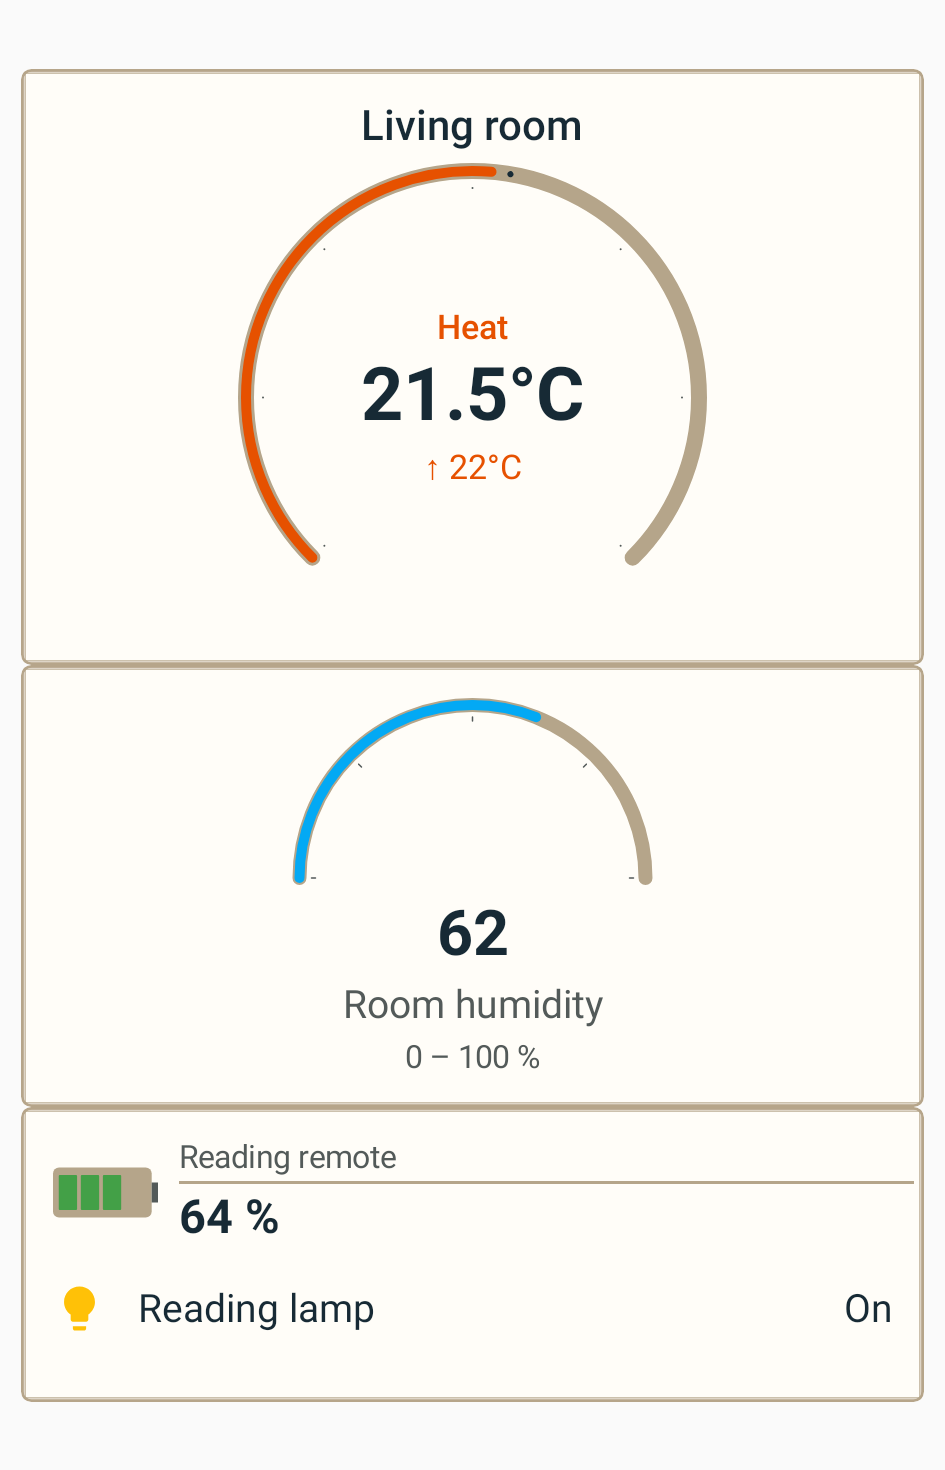 Living room
Heat
21.5°C
↑ 22°C
62
Room humidity
0 – 100 %
Reading remote
64 %
Reading lamp On